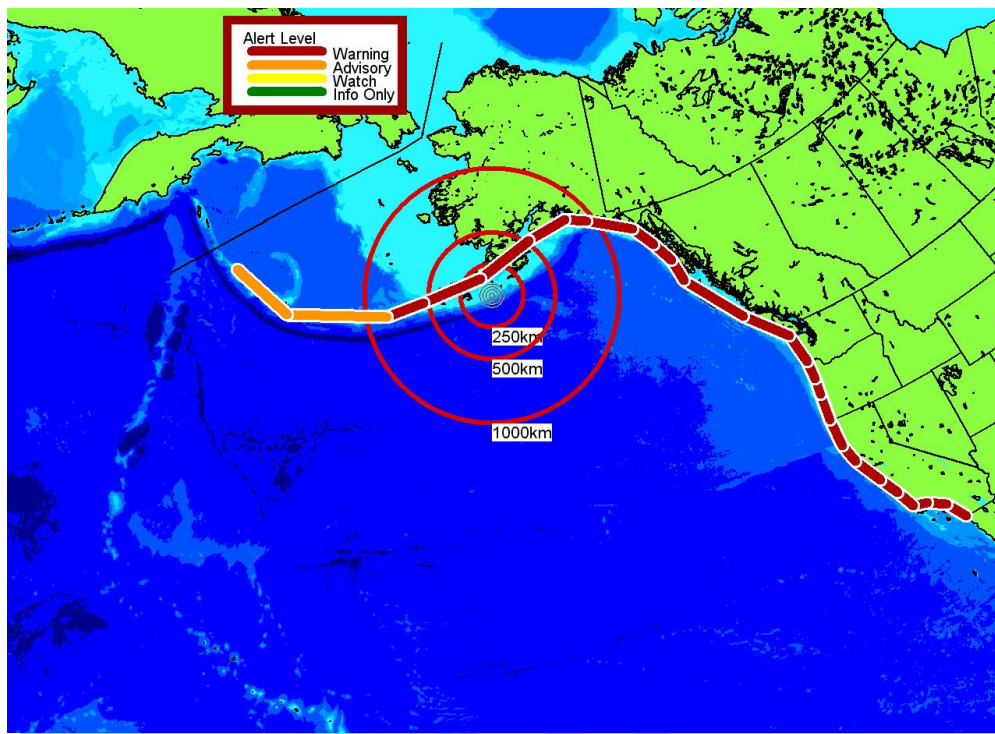 Alert Level
Warning
Advisory
Watch
Info Only
250km
500km
1000km